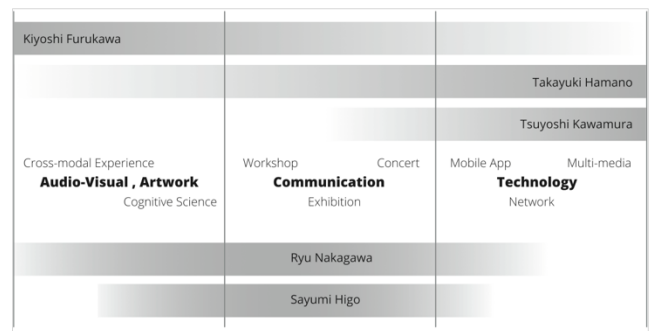 Kiyoshi Furukawa
Takayuki Hamano
Tsuyoshi Kawamura
Cross-modal Experience
Workshop Concert
Mobile App Multi-media
Audio-Visual , Artwork
Communication
Technology
Cognitive Science
Exhibition
Network
Ryu Nakagawa
Sayumi Higo